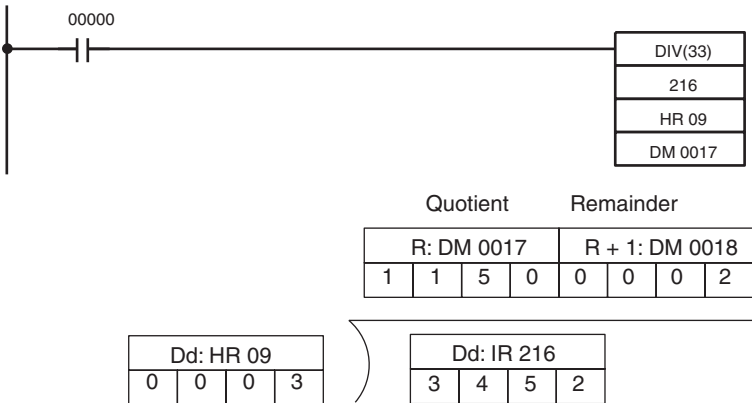 00000
DIV(33)
216
HR 09
DM 0017
Quotient Remainder
R: DM 0017 R + 1: DM 0018
1 1 5 0 0 0 0 2
Dd: HR 09 Dd: IR 216
0 0 0 3 3 4 5 2